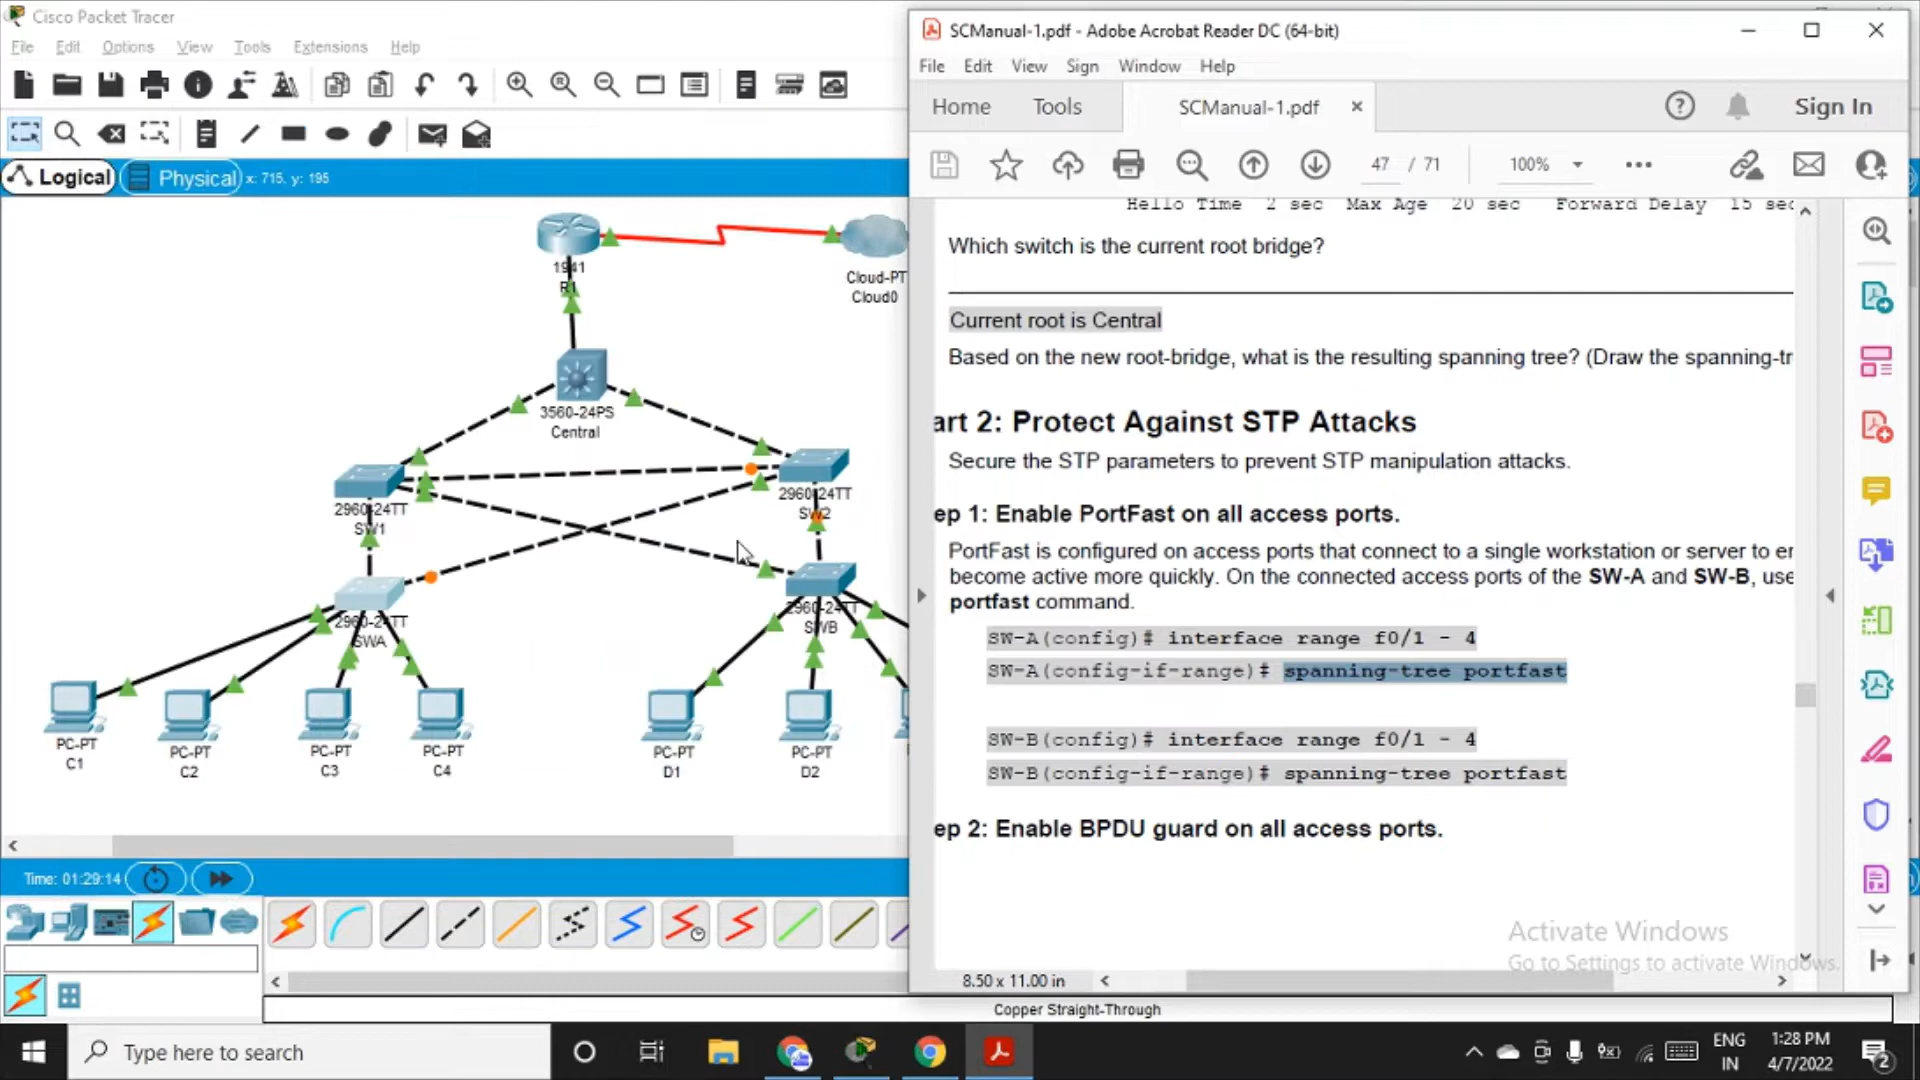 Cisco Packet Tracer
File Edit Options View Tools Extensions Help
Logical Physical x: 715, y: 195
1941
R1
Cloud-PT
Cloud0
3560-24PS
Central
2960-24TT
SW1
2960-24TT
SW2
2960-24TT
SWA
2960-24TT
SWB
PC-PT
C1
PC-PT
C2
PC-PT
C3
PC-PT
C4
PC-PT
D1
PC-PT
D2
Time: 01:29:14
Copper Straight-Through
SCManual-1.pdf - Adobe Acrobat Reader DC (64-bit)
File Edit View Sign Window Help
Home Tools SCManual-1.pdf Sign In
47 / 71 100%
Hello Time 2 sec Max Age 20 sec Forward Delay 15 sec
Which switch is the current root bridge?
Current root is Central
Based on the new root-bridge, what is the resulting spanning tree? (Draw the spanning-tr
art 2: Protect Against STP Attacks
Secure the STP parameters to prevent STP manipulation attacks.
ep 1: Enable PortFast on all access ports.
PortFast is configured on access ports that connect to a single workstation or server to en
become active more quickly. On the connected access ports of the SW-A and SW-B, use
portfast command.
SW-A(config)# interface range f0/1 - 4
SW-A(config-if-range)# spanning-tree portfast
SW-B(config)# interface range f0/1 - 4
SW-B(config-if-range)# spanning-tree portfast
ep 2: Enable BPDU guard on all access ports.
Activate Windows
Go to Settings to activate Windows.
8.50 x 11.00 in
Type here to search
ENG
IN
1:28 PM
4/7/2022
2